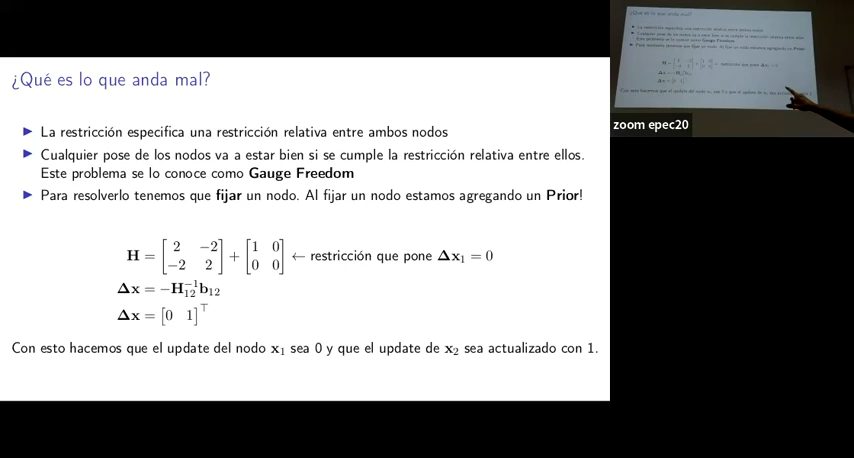 ¿Qué es lo que anda mal?
▶ La restricción especifica una restricción relativa entre ambos nodos
▶ Cualquier pose de los nodos va a estar bien si se cumple la restricción relativa entre ellos.
Este problema se lo conoce como Gauge Freedom
▶ Para resolverlo tenemos que fijar un nodo. Al fijar un nodo estamos agregando un Prior!
H = [2 −2; −2 2] + [1 0; 0 0] ← restricción que pone Δx₁ = 0
Δx = −H₁₂⁻¹b₁₂
Δx = [0 1]⊤
Con esto hacemos que el update del nodo x₁ sea 0 y que el update de x₂ sea actualizado con 1.
zoom epec20